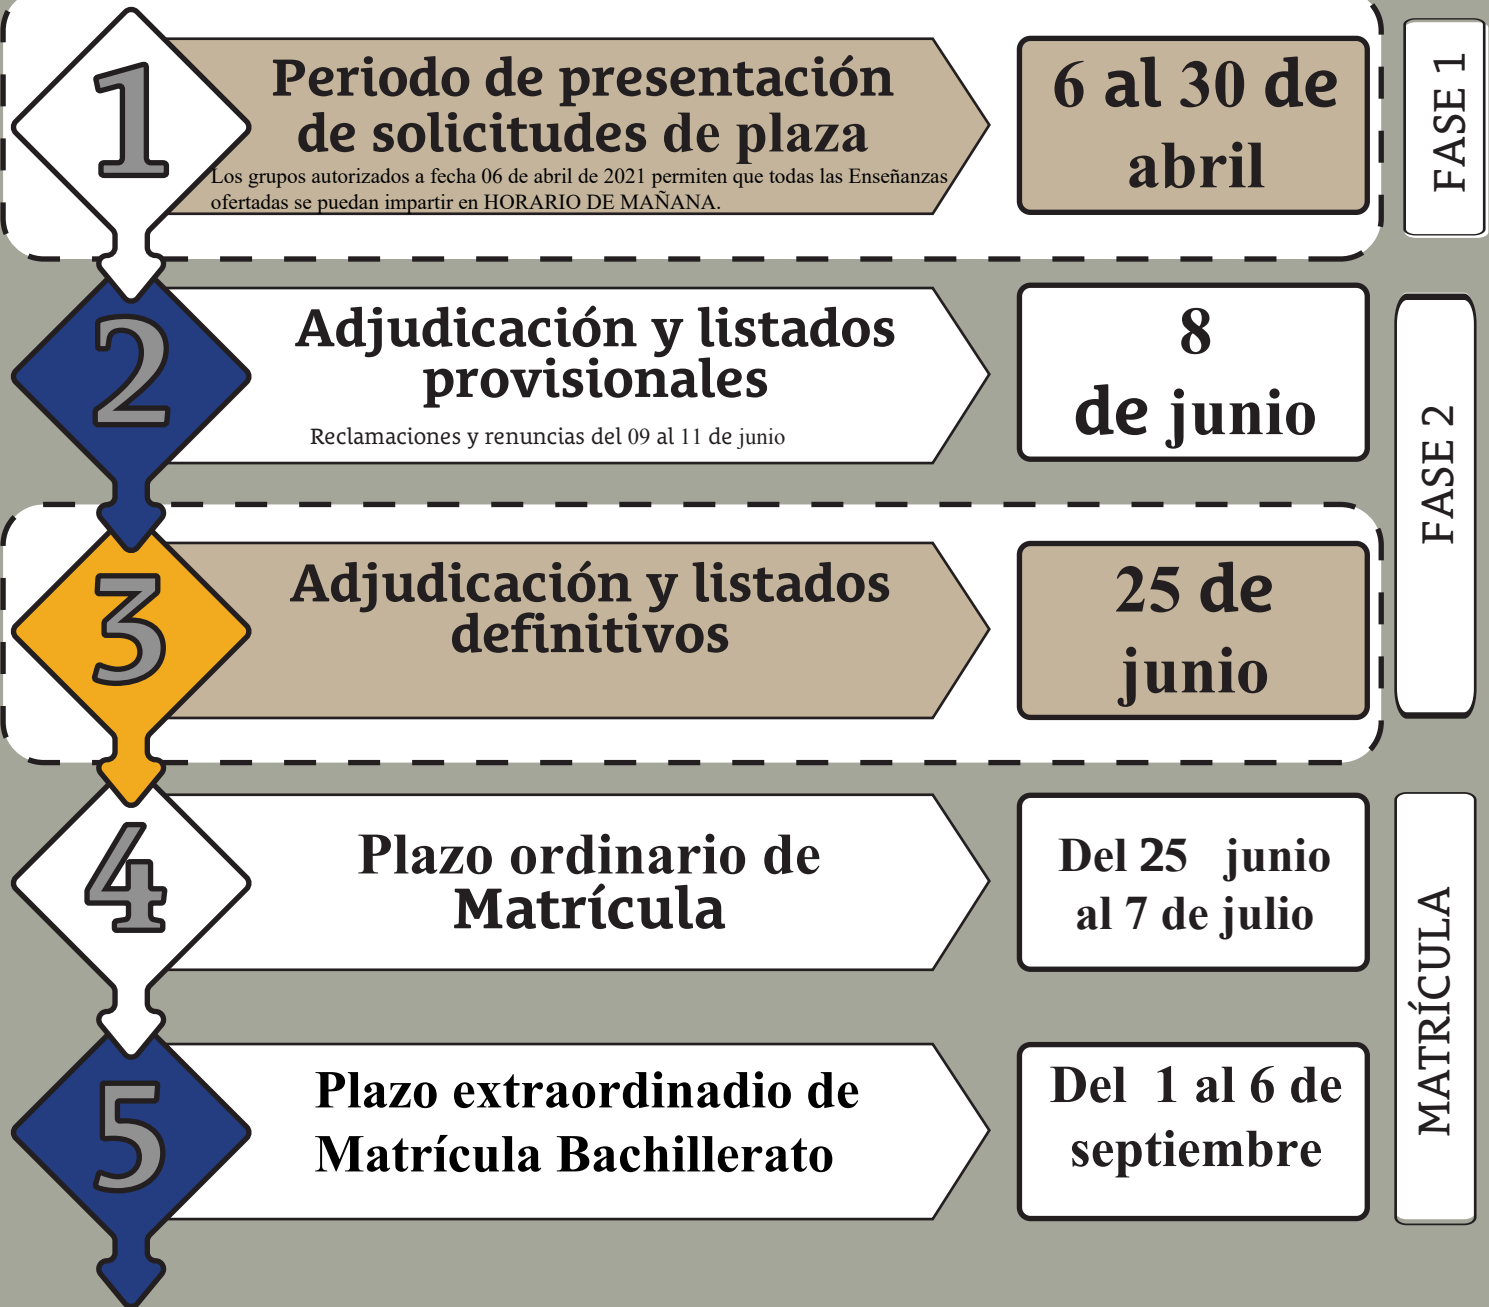 1
Periodo de presentación
de solicitudes de plaza
Los grupos autorizados a fecha 06 de abril de 2021 permiten que todas las Enseñanzas
ofertadas se puedan impartir en HORARIO DE MAÑANA.
6 al 30 de
abril
FASE 1
2
Adjudicación y listados
provisionales
Reclamaciones y renuncias del 09 al 11 de junio
8
de junio
FASE 2
3
Adjudicación y listados
definitivos
25 de
junio
4
Plazo ordinario de
Matrícula
Del 25 junio
al 7 de julio
MATRÍCULA
5
Plazo extraordinadio de
Matrícula Bachillerato
Del 1 al 6 de
septiembre